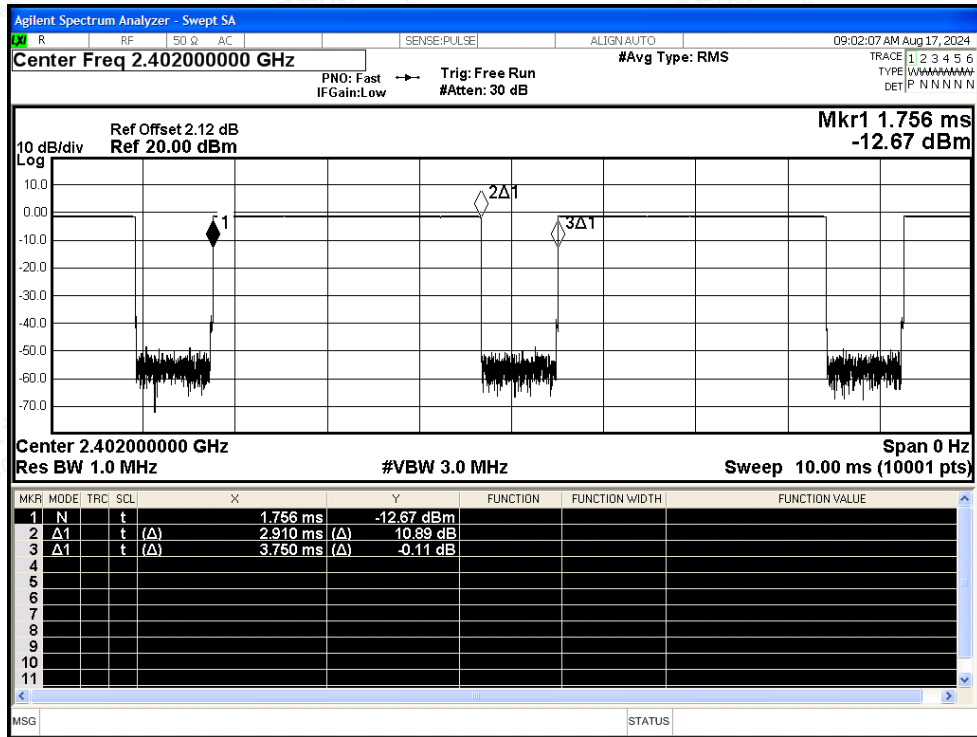 Agilent Spectrum Analyzer - Swept SA
LXI R RF 50 Ω AC SENSE:PULSE ALIGN AUTO 09:02:07 AM Aug 17, 2024
Center Freq 2.402000000 GHz #Avg Type: RMS TRACE 1 2 3 4 5 6
PNO: Fast Trig: Free Run TYPE WWWWWW
IFGain:Low #Atten: 30 dB DET P N N N N N
Mkr1 1.756 ms
Ref Offset 2.12 dB
10 dB/div Ref 20.00 dBm -12.67 dBm
Log
10.0
2Δ1
0.00
1 3Δ1
-10.0
-20.0
-30.0
-40.0
-50.0
-60.0
-70.0
Center 2.402000000 GHz Span 0 Hz
Res BW 1.0 MHz #VBW 3.0 MHz Sweep 10.00 ms (10001 pts)
MKR MODE TRC SCL X Y FUNCTION FUNCTION WIDTH FUNCTION VALUE
1 N t 1.756 ms -12.67 dBm
2 Δ1 t (Δ) 2.910 ms (Δ) 10.89 dB
3 Δ1 t (Δ) 3.750 ms (Δ) -0.11 dB
4
5
6
7
8
9
10
11
MSG STATUS